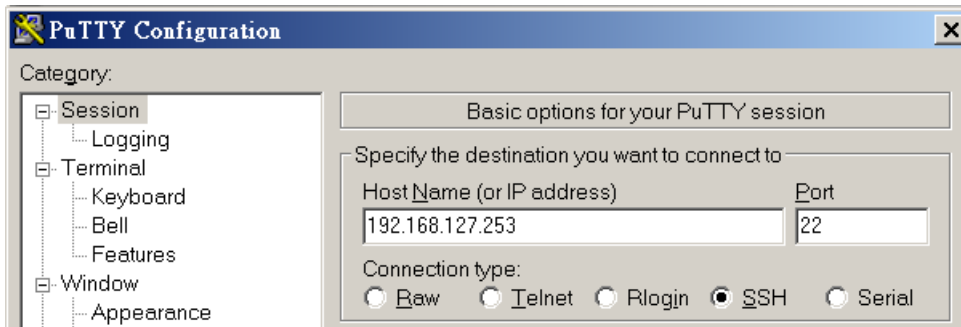 PuTTY Configuration
Category:
Session
Logging
Terminal
Keyboard
Bell
Features
Window
Appearance
Basic options for your PuTTY session
Specify the destination you want to connect to
Host Name (or IP address) Port
192.168.127.253 22
Connection type:
Raw Telnet Rlogin SSH Serial